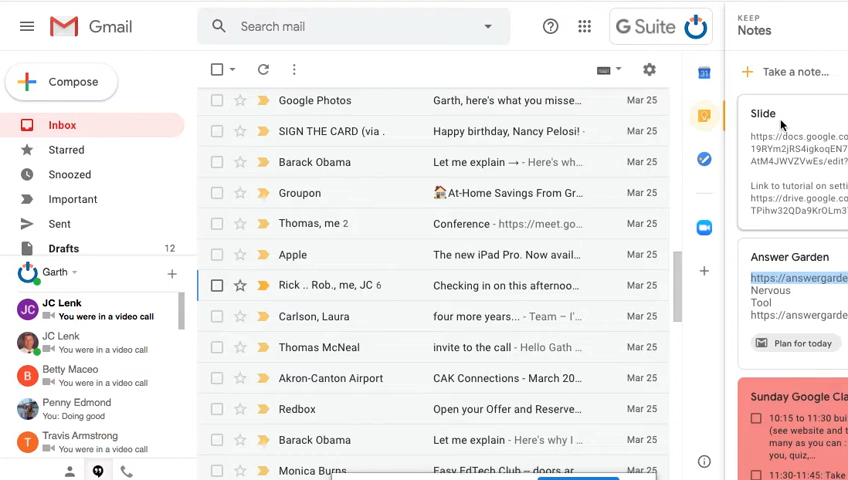 Gmail
Search mail
G Suite
Compose
Inbox
Starred
Snoozed
Important
Sent
Drafts 12
Garth
JC Lenk
You were in a video call
JC Lenk
You were in a video call
Betty Maceo
You were in a video call
Penny Edmond
You: Doing good
Travis Armstrong
You were in a video call
Google Photos Garth, here's what you misse... Mar 25
SIGN THE CARD (via . Happy birthday, Nancy Pelosi! - Mar 25
Barack Obama Let me explain → - Here's wh... Mar 25
Groupon At-Home Savings From Gr... Mar 25
Thomas, me 2 Conference - https://meet.go... Mar 25
Apple The new iPad Pro. Now avail... Mar 25
Rick .. Rob., me, JC 6 Checking in on this afternoo... Mar 25
Carlson, Laura four more years... - Team – I'... Mar 25
Thomas McNeal invite to the call - Hello Gath ... Mar 25
Akron-Canton Airport CAK Connections - March 20... Mar 25
Redbox Open your Offer and Reserve... Mar 25
Barack Obama Let me explain - Here's why I ... Mar 25
Monica Burns Easy EdTech Club -- doors ar... Mar 25
31
KEEP
Notes
Take a note...
Slide
https://docs.google.co
19RYm2jRS4igkoqEN7
AtM4JWVZVwEs/edit?
Link to tutorial on setti
https://drive.google.co
TPihw32QDa9KrOLm3
Answer Garden
https://answergarde
Nervous
Tool
https://answergarde
Plan for today
Sunday Google Cla
10:15 to 11:30 bui
(see website and t
many as you can :
you, quiz,...
11:30-11:45: Take